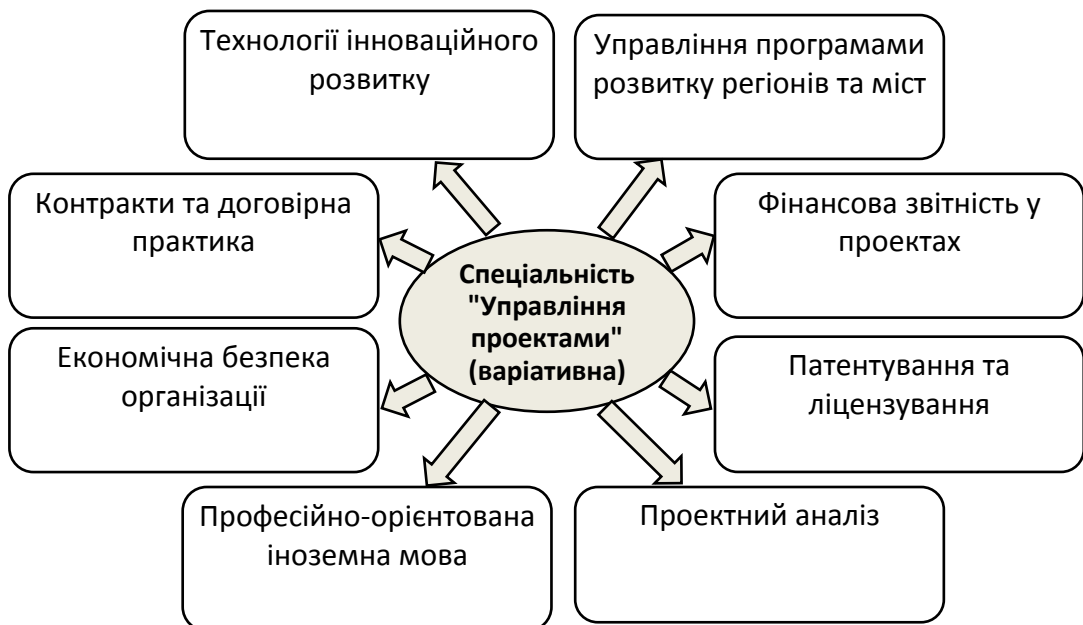 Технології інноваційного
розвитку
Управління програмами
розвитку регіонів та міст
Контракти та договірна
практика
Фінансова звітність у
проектах
Спеціальність
"Управління
проектами"
(варіативна)
Економічна безпека
організації
Патентування та
ліцензування
Професійно-орієнтована
іноземна мова
Проектний аналіз